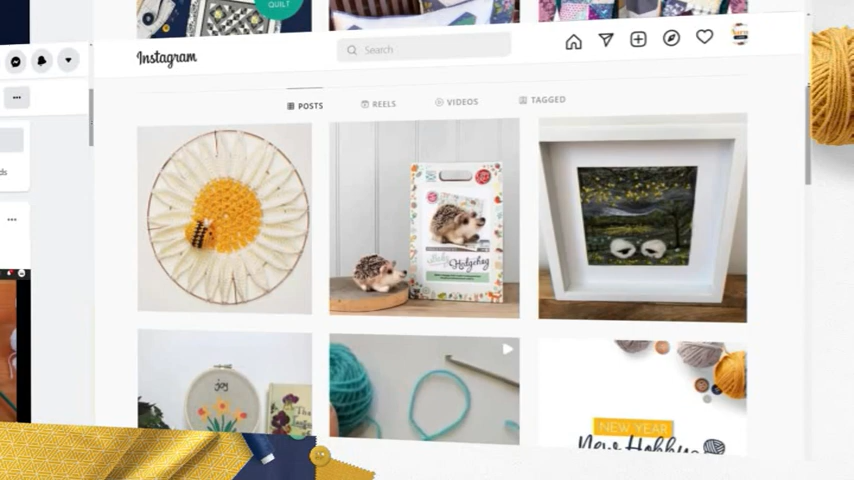 QUILT
Instagram
Search
POSTS
REELS
VIDEOS
TAGGED
Baby
Hedgehog
joy
NEW YEAR
New Hobby